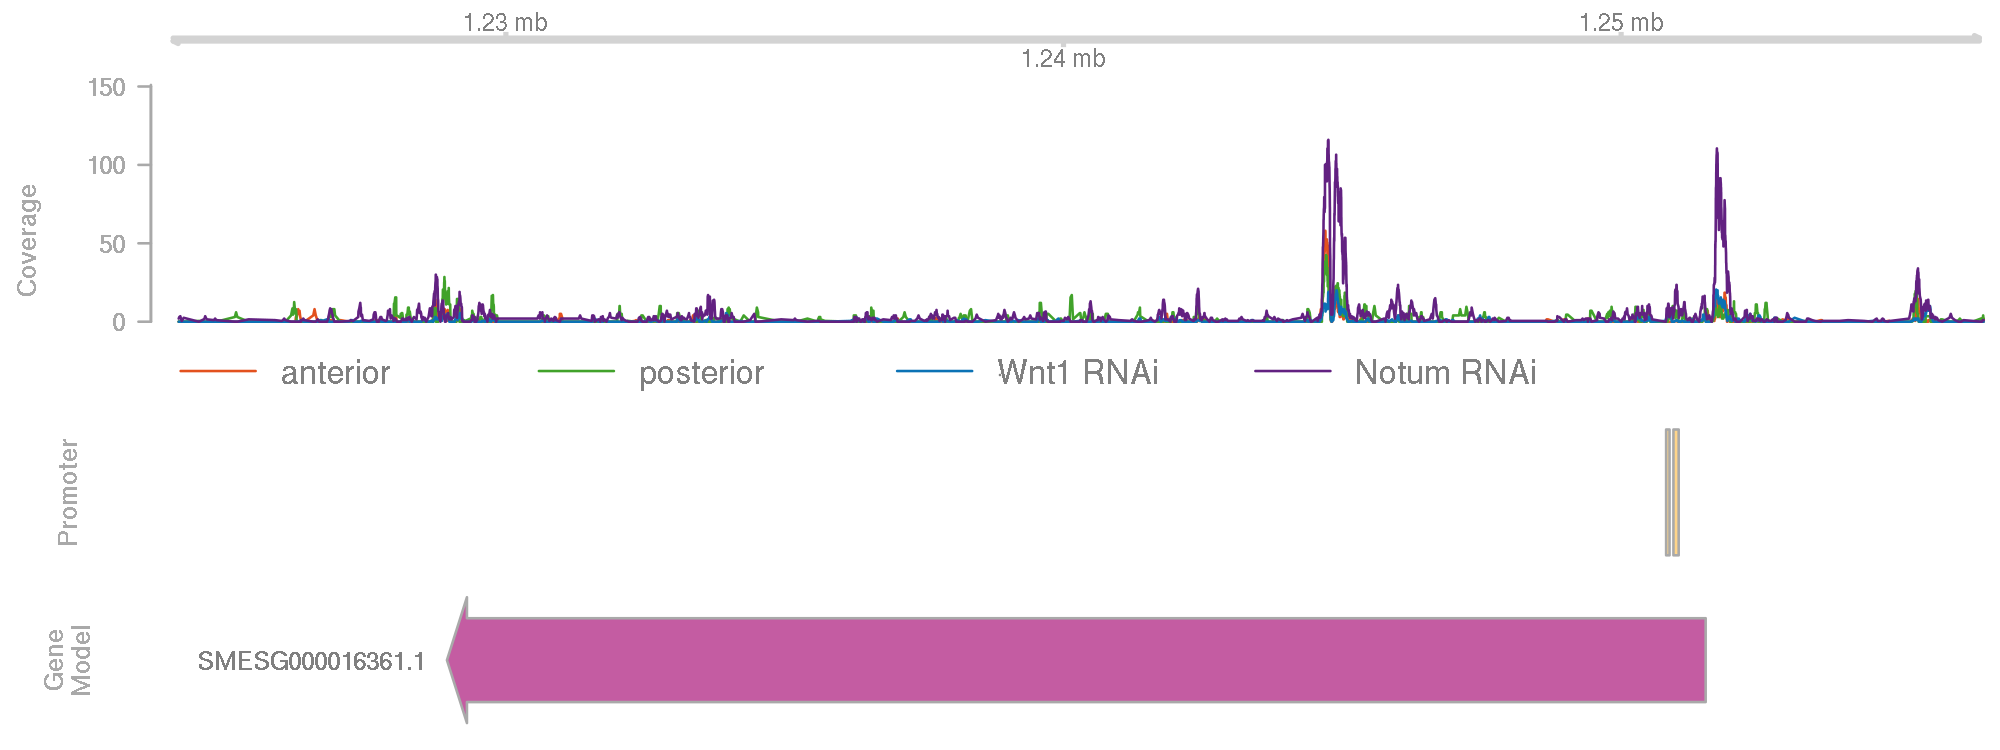 1.23 mb
1.25 mb
1.24 mb
150
100
50
0
Coverage
anterior
posterior
Wnt1 RNAi
Notum RNAi
Promoter
Gene
Model
SMESG000016361.1